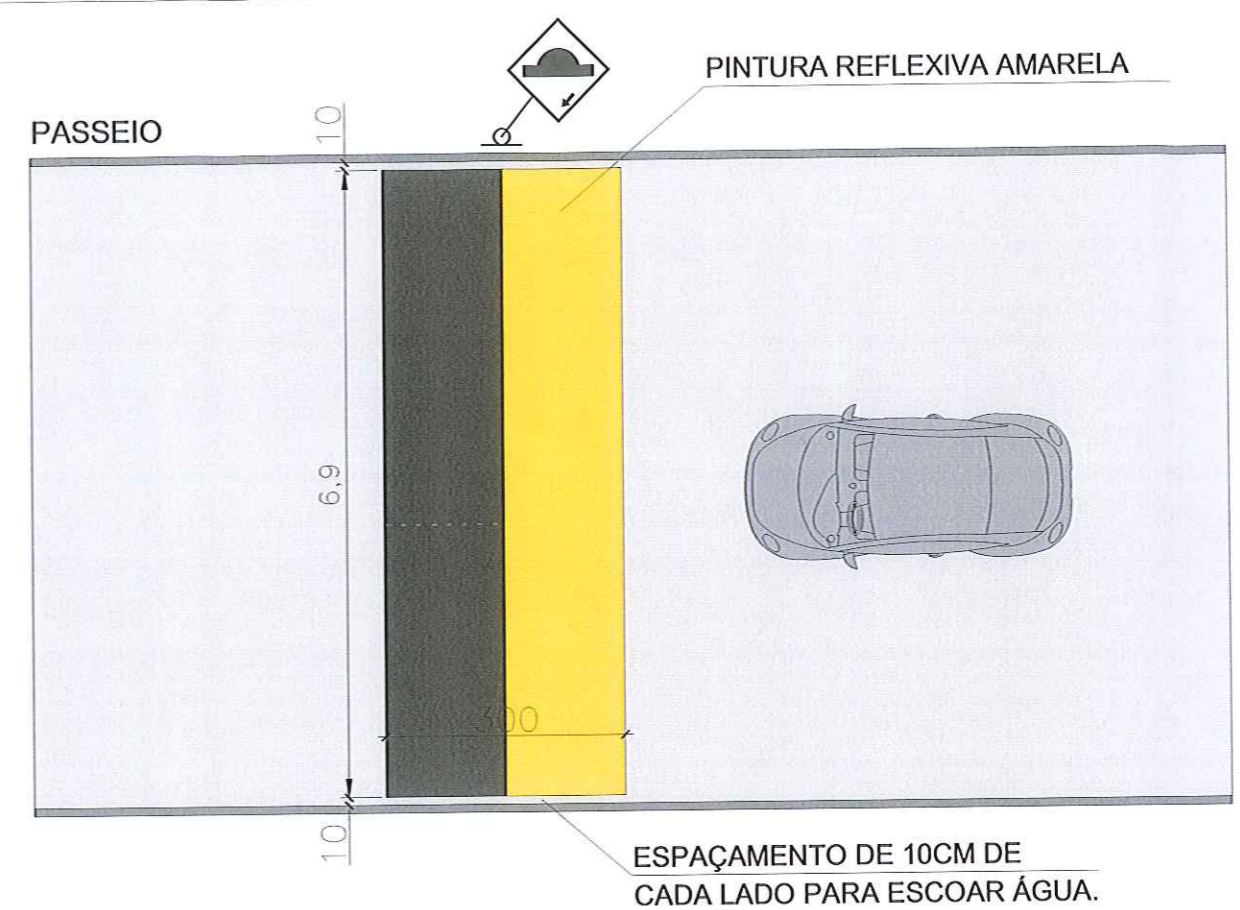 PINTURA REFLEXIVA AMARELA
10
PASSEIO
6,9
300
10
ESPAÇAMENTO DE 10CM DE
CADA LADO PARA ESCOAR ÁGUA.